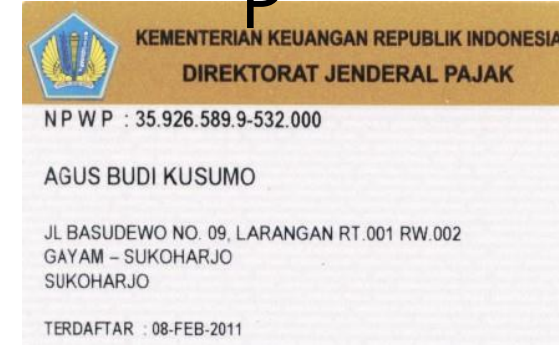 P
KEMENTERIAN KEUANGAN REPUBLIK INDONESIA
DIREKTORAT JENDERAL PAJAK
N P W P : 35.926.589.9-532.000
AGUS BUDI KUSUMO
JL BASUDEWO NO. 09, LARANGAN RT.001 RW.002
GAYAM – SUKOHARJO
SUKOHARJO
TERDAFTAR : 08-FEB-2011